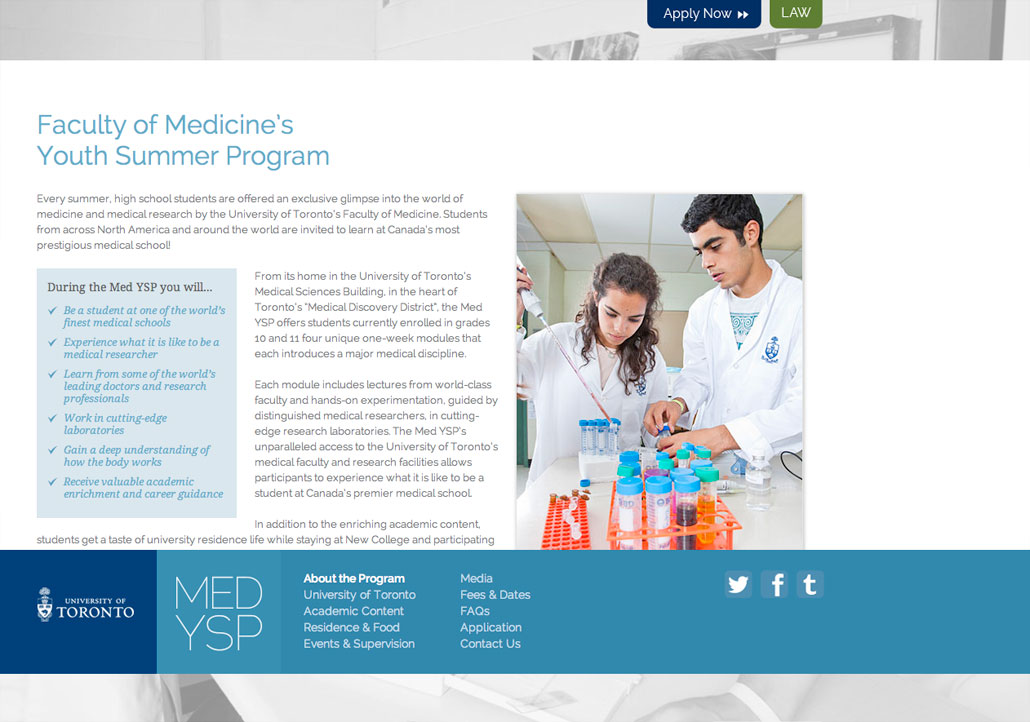 Apply Now
LAW
Faculty of Medicine's
Youth Summer Program
Every summer, high school students are offered an exclusive glimpse into the world of
medicine and medical research by the University of Toronto's Faculty of Medicine. Students
from across North America and around the world are invited to learn at Canada's most
prestigious medical school!
During the Med YSP you will...
Be a student at one of the world's
finest medical schools
Experience what it is like to be a
medical researcher
Learn from some of the world's
leading doctors and research
professionals
Work in cutting-edge
laboratories
Gain a deep understanding of
how the body works
Receive valuable academic
enrichment and career guidance
From its home in the University of Toronto's
Medical Sciences Building, in the heart of
Toronto's "Medical Discovery District", the Med
YSP offers students currently enrolled in grades
10 and 11 four unique one-week modules that
each introduces a major medical discipline.
Each module includes lectures from world-class
faculty and hands-on experimentation, guided by
distinguished medical researchers, in cutting-
edge research laboratories. The Med YSP's
unparalleled access to the University of Toronto's
medical faculty and research facilities allows
participants to experience what it is like to be a
student at Canada's premier medical school.
In addition to the enriching academic content,
students get a taste of university residence life while staying at New College and participating
UNIVERSITY OF
TORONTO
MED
YSP
About the Program
University of Toronto
Academic Content
Residence & Food
Events & Supervision
Media
Fees & Dates
FAQs
Application
Contact Us